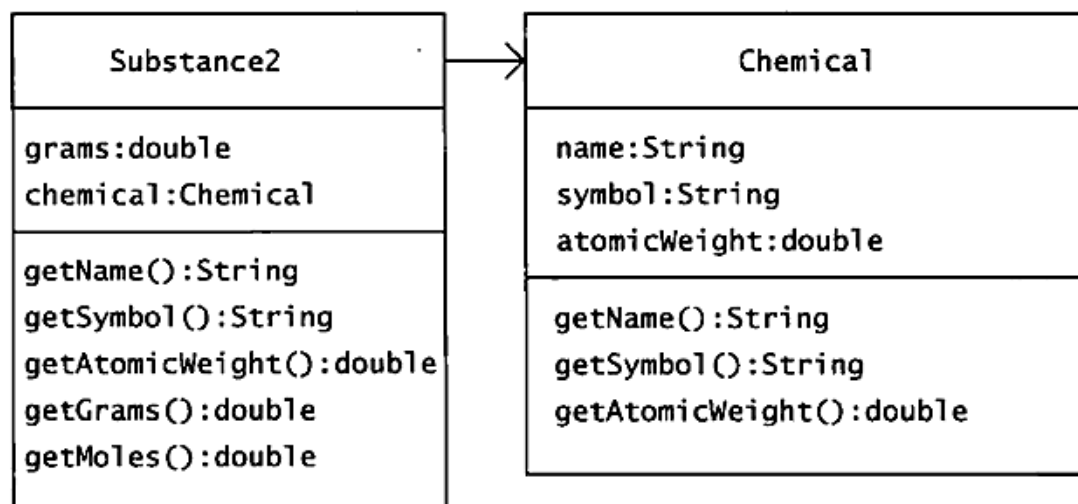 Substance2
grams:double
chemical:Chemical
getName():String
getSymbol():String
getAtomicWeight():double
getGrams():double
getMoles():double
Chemical
name:String
symbol:String
atomicWeight:double
getName():String
getSymbol():String
getAtomicWeight():double